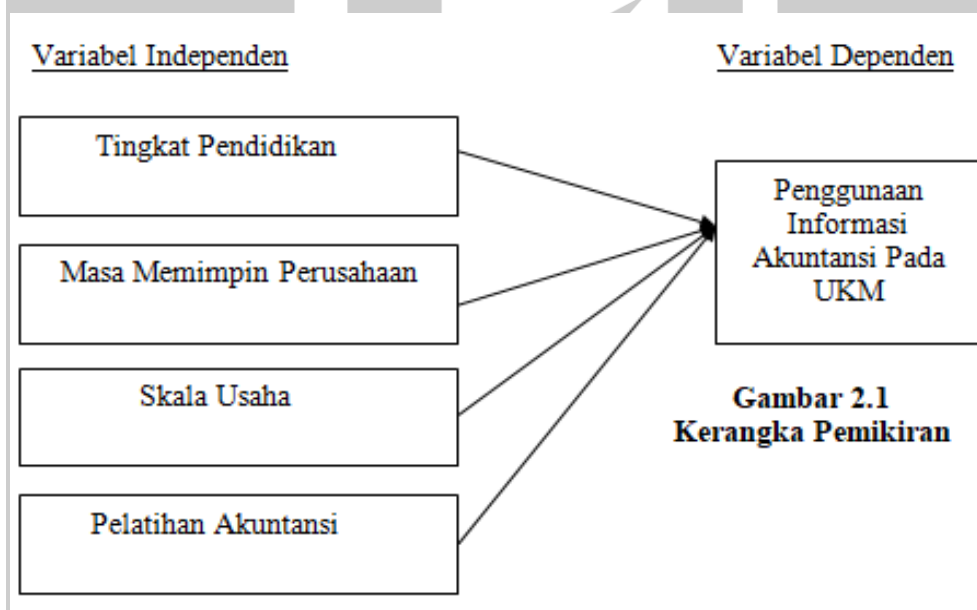 Variabel Independen
Variabel Dependen
Tingkat Pendidikan
Masa Memimpin Perusahaan
Skala Usaha
Pelatihan Akuntansi
Penggunaan
Informasi
Akuntansi Pada
UKM
Gambar 2.1
Kerangka Pemikiran